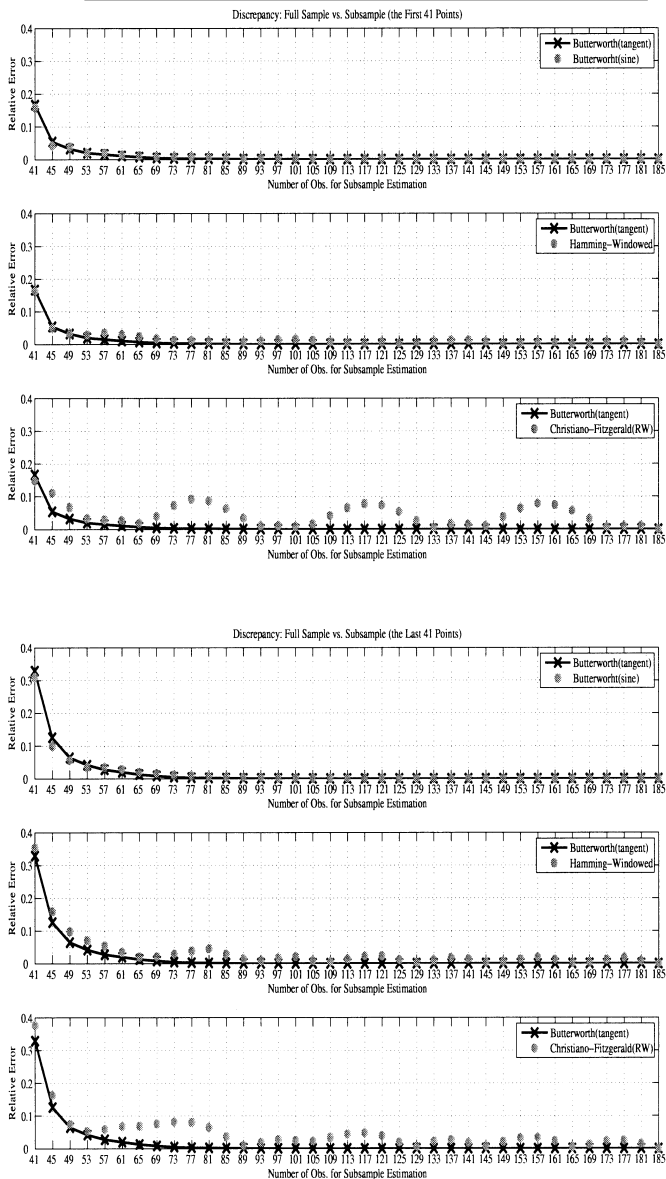 Discrepancy: Full Sample vs. Subsample (the First 41 Points)
0.4
0.3
0.2
0.1
0
Relative Error
Butterworth(tangent)
Butterworht(sine)
41 45 49 53 57 61 65 69 73 77 81 85 89 93 97 101 105 109 113 117 121 125 129 133 137 141 145 149 153 157 161 165 169 173 177 181 185
Number of Obs. for Subsample Estimation
0.4
0.3
0.2
0.1
0
Relative Error
Butterworth(tangent)
Hamming-Windowed
41 45 49 53 57 61 65 69 73 77 81 85 89 93 97 101 105 109 113 117 121 125 129 133 137 141 145 149 153 157 161 165 169 173 177 181 185
Number of Obs. for Subsample Estimation
0.4
0.3
0.2
0.1
0
Relative Error
Butterworth(tangent)
Christiano-Fitzgerald(RW)
41 45 49 53 57 61 65 69 73 77 81 85 89 93 97 101 105 109 113 117 121 125 129 133 137 141 145 149 153 157 161 165 169 173 177 181 185
Number of Obs. for Subsample Estimation
Discrepancy: Full Sample vs. Subsample (the Last 41 Points)
0.4
0.3
0.2
0.1
0
Relative Error
Butterworth(tangent)
Butterworht(sine)
41 45 49 53 57 61 65 69 73 77 81 85 89 93 97 101 105 109 113 117 121 125 129 133 137 141 145 149 153 157 161 165 169 173 177 181 185
Number of Obs. for Subsample Estimation
0.4
0.3
0.2
0.1
0
Relative Error
Butterworth(tangent)
Hamming-Windowed
41 45 49 53 57 61 65 69 73 77 81 85 89 93 97 101 105 109 113 117 121 125 129 133 137 141 145 149 153 157 161 165 169 173 177 181 185
Number of Obs. for Subsample Estimation
0.4
0.3
0.2
0.1
0
Relative Error
Butterworth(tangent)
Christiano-Fitzgerald(RW)
41 45 49 53 57 61 65 69 73 77 81 85 89 93 97 101 105 109 113 117 121 125 129 133 137 141 145 149 153 157 161 165 169 173 177 181 185
Number of Obs. for Subsample Estimation